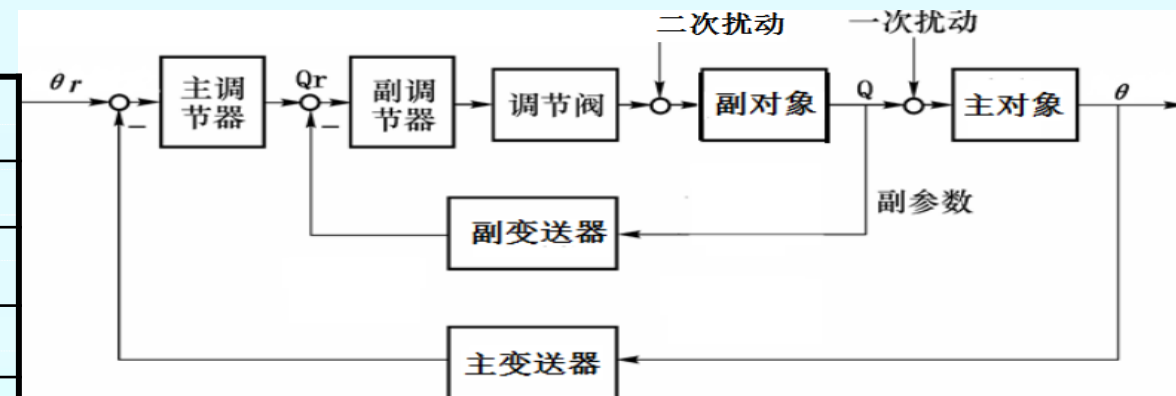 二次扰动
一次扰动
θr
主调
节器
Qr
副调
节器
调节阀
副对象
Q
主对象
θ
−
−
副参数
副变送器
主变送器